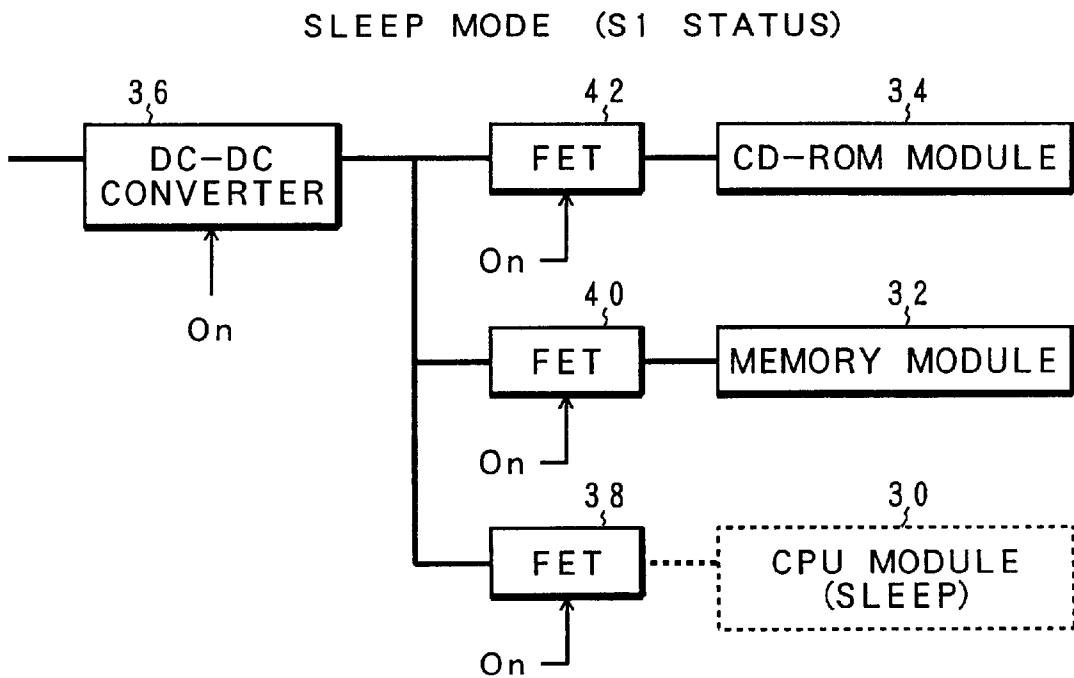 SLEEP MODE (S1 STATUS)
36
DC-DC
CONVERTER
On
42
FET
On
34
CD-ROM MODULE
40
FET
On
32
MEMORY MODULE
38
FET
On
30
CPU MODULE
(SLEEP)